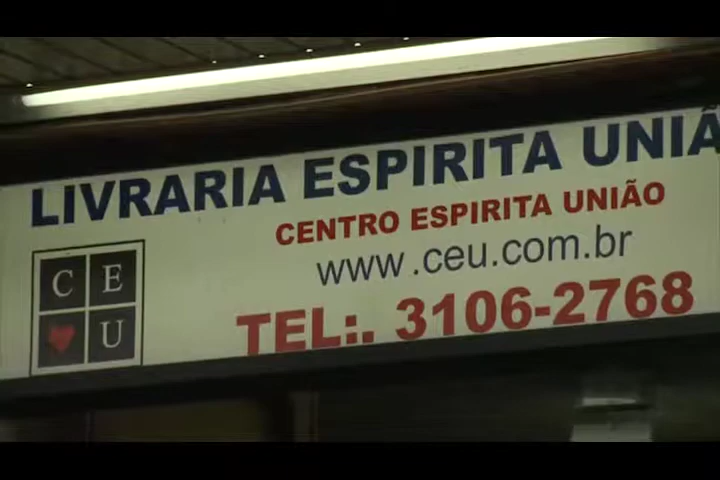 LIVRARIA ESPIRITA UNIÃ
CENTRO ESPIRITA UNIÃO
www.ceu.com.br
TEL:. 3106-2768
C E
U